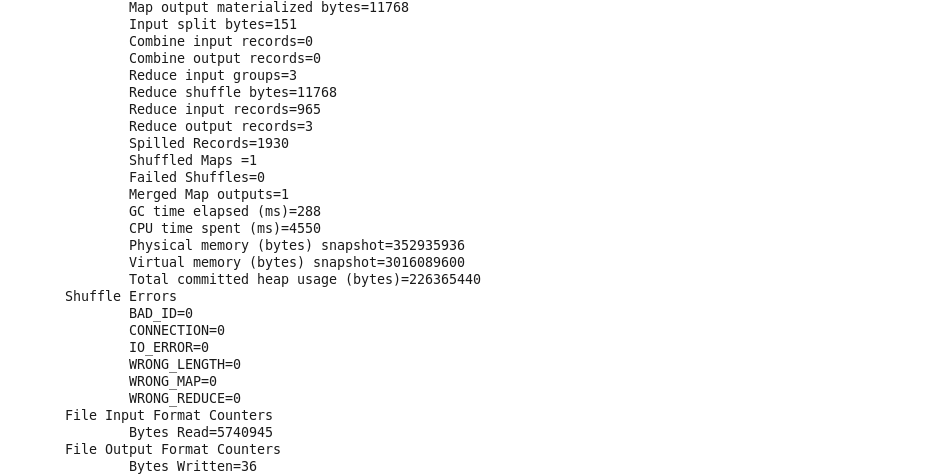 Map output materialized bytes=11768
Input split bytes=151
Combine input records=0
Combine output records=0
Reduce input groups=3
Reduce shuffle bytes=11768
Reduce input records=965
Reduce output records=3
Spilled Records=1930
Shuffled Maps =1
Failed Shuffles=0
Merged Map outputs=1
GC time elapsed (ms)=288
CPU time spent (ms)=4550
Physical memory (bytes) snapshot=352935936
Virtual memory (bytes) snapshot=3016089600
Total committed heap usage (bytes)=226365440
Shuffle Errors
BAD_ID=0
CONNECTION=0
IO_ERROR=0
WRONG_LENGTH=0
WRONG_MAP=0
WRONG_REDUCE=0
File Input Format Counters
Bytes Read=5740945
File Output Format Counters
Bytes Written=36